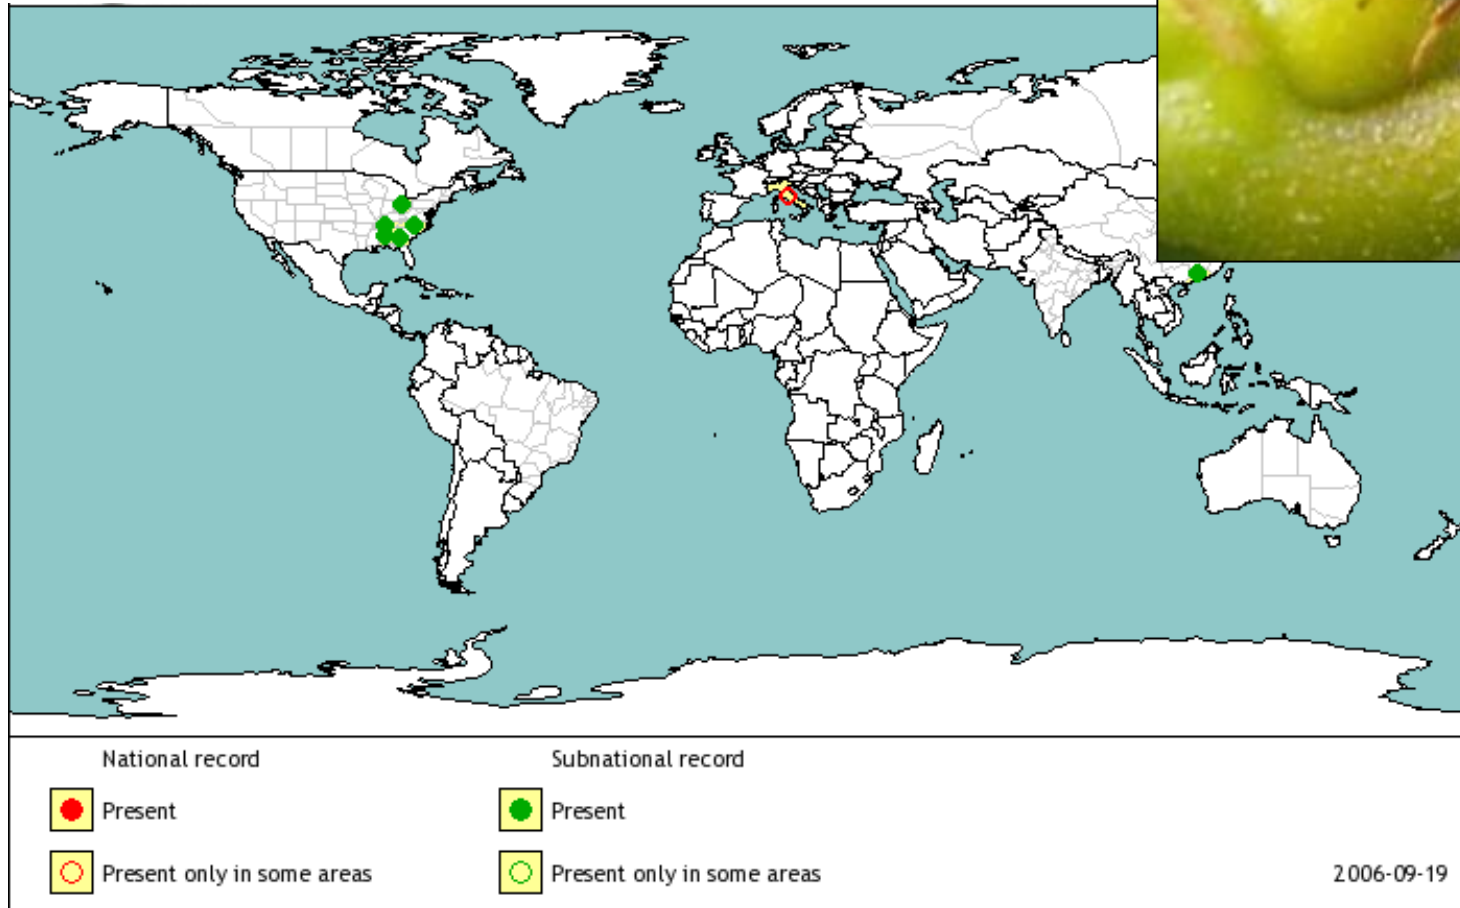 National record
Subnational record
Present
Present
Present only in some areas
Present only in some areas
2006-09-19